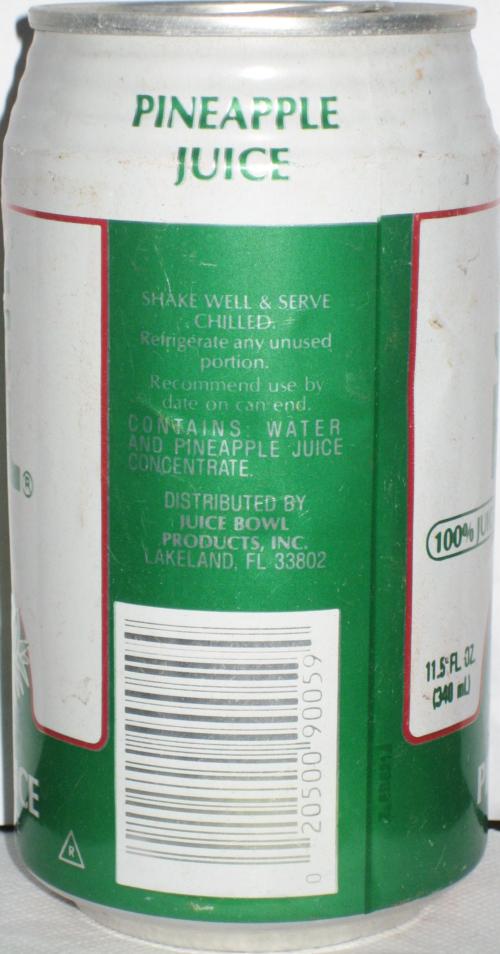 PINEAPPLE
JUICE
SHAKE WELL & SERVE
CHILLED.
Refrigerate any unused
portion.
Recommend use by
date on can end.
CONTAINS: WATER
AND PINEAPPLE JUICE
CONCENTRATE.
DISTRIBUTED BY
JUICE BOWL
PRODUCTS, INC.
LAKELAND, FL 33802
®
100%
11.5 FL. OZ.
(340 mL)
0 20500 90059
CE
R
P